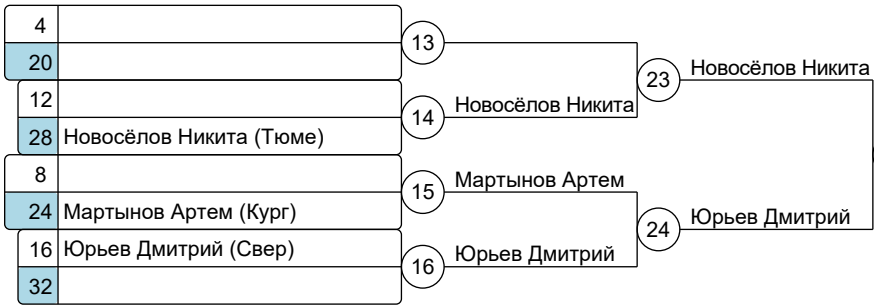 4
13
20
23 Новосёлов Никита
12
14 Новосёлов Никита
28 Новосёлов Никита (Тюме)
8
15 Мартынов Артем
24 Мартынов Артем (Кург)
24 Юрьев Дмитрий
16 Юрьев Дмитрий (Свер)
16 Юрьев Дмитрий
32